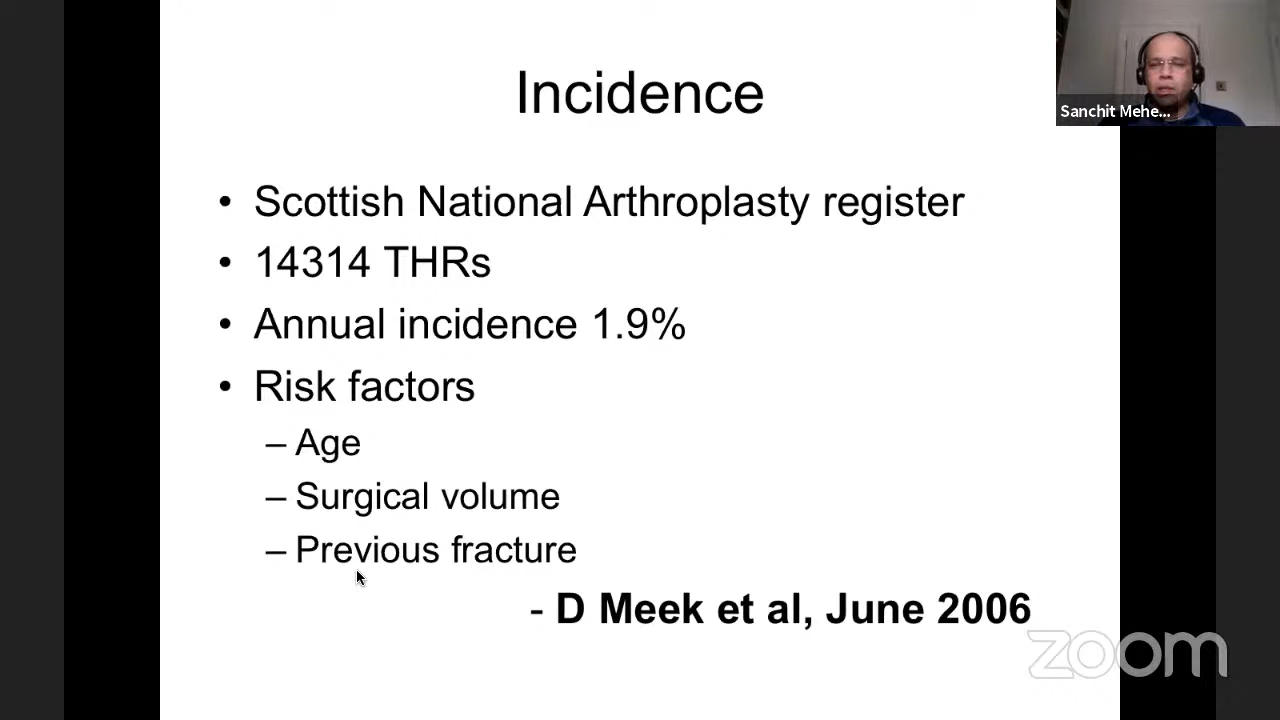 Incidence
Sanchit Mehe...
• Scottish National Arthroplasty register
• 14314 THRs
• Annual incidence 1.9%
• Risk factors
– Age
– Surgical volume
– Previous fracture
- D Meek et al, June 2006
zoom